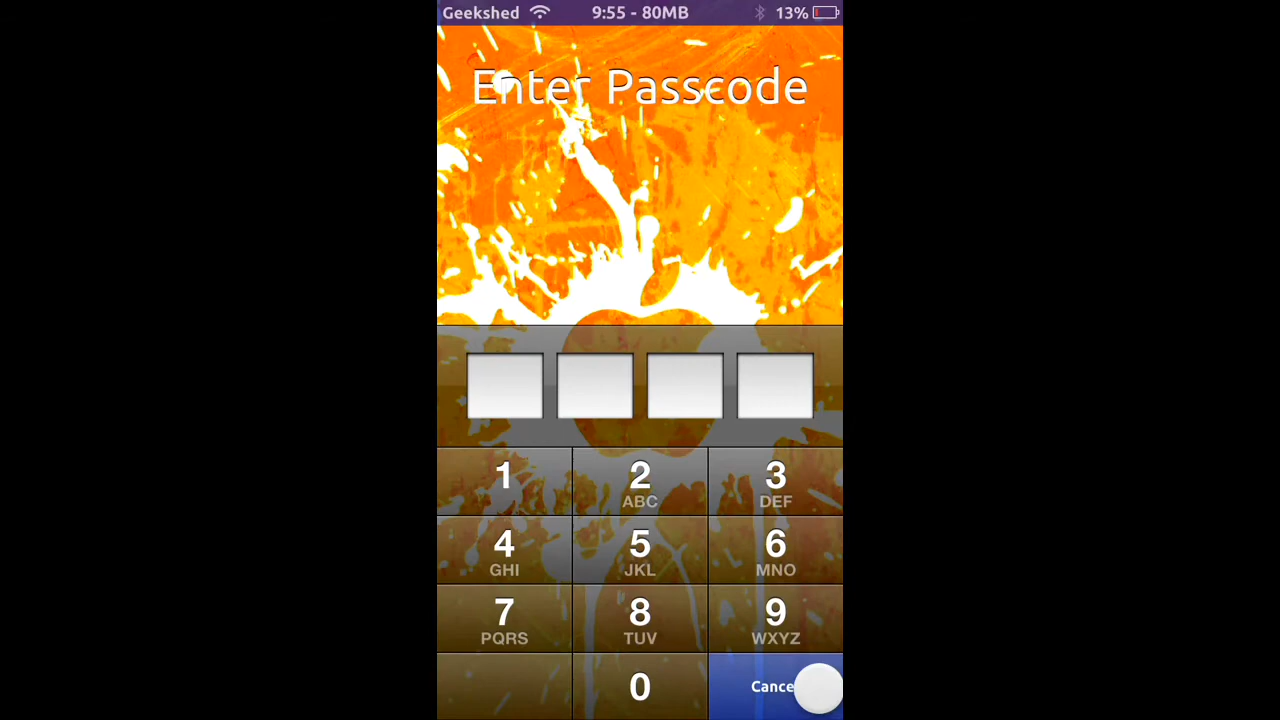 Geekshed 9:55 - 80MB 13%
Enter Passcode
1 2 3
ABC DEF
4 5 6
GHI JKL MNO
7 8 9
PQRS TUV WXYZ
0 Cance